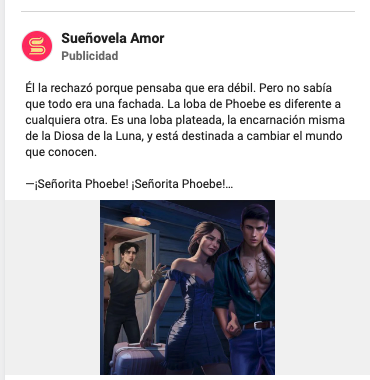 Sueñovela Amor
Publicidad
Él la rechazó porque pensaba que era débil. Pero no sabía
que todo era una fachada. La loba de Phoebe es diferente a
cualquiera otra. Es una loba plateada, la encarnación misma
de la Diosa de la Luna, y está destinada a cambiar el mundo
que conocen.
—¡Señorita Phoebe! ¡Señorita Phoebe!…